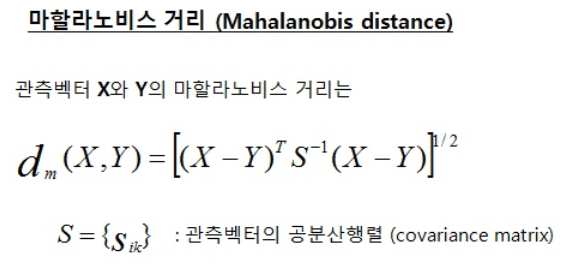 마할라노비스 거리 (Mahalanobis distance)
관측벡터 X와 Y의 마할라노비스 거리는
d_m (X,Y) = [(X − Y)^T S^{−1} (X − Y)]^{1/2}
S = {s_{ik}} : 관측벡터의 공분산행렬 (covariance matrix)